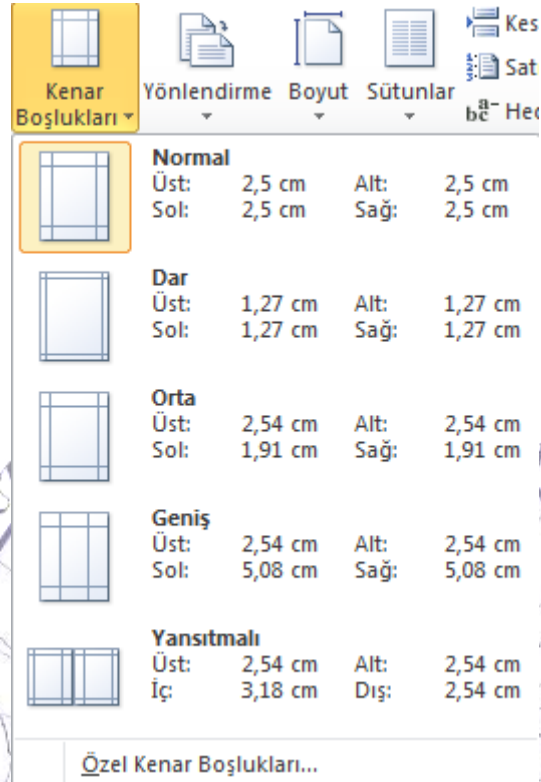 Kes
Sat
Kenar Boşlukları
Yönlendirme
Boyut
Sütunlar
Hed
Normal
Üst: 2,5 cm Alt: 2,5 cm
Sol: 2,5 cm Sağ: 2,5 cm
Dar
Üst: 1,27 cm Alt: 1,27 cm
Sol: 1,27 cm Sağ: 1,27 cm
Orta
Üst: 2,54 cm Alt: 2,54 cm
Sol: 1,91 cm Sağ: 1,91 cm
Geniş
Üst: 2,54 cm Alt: 2,54 cm
Sol: 5,08 cm Sağ: 5,08 cm
Yansıtmalı
Üst: 2,54 cm Alt: 2,54 cm
İç: 3,18 cm Dış: 2,54 cm
Özel Kenar Boşlukları...